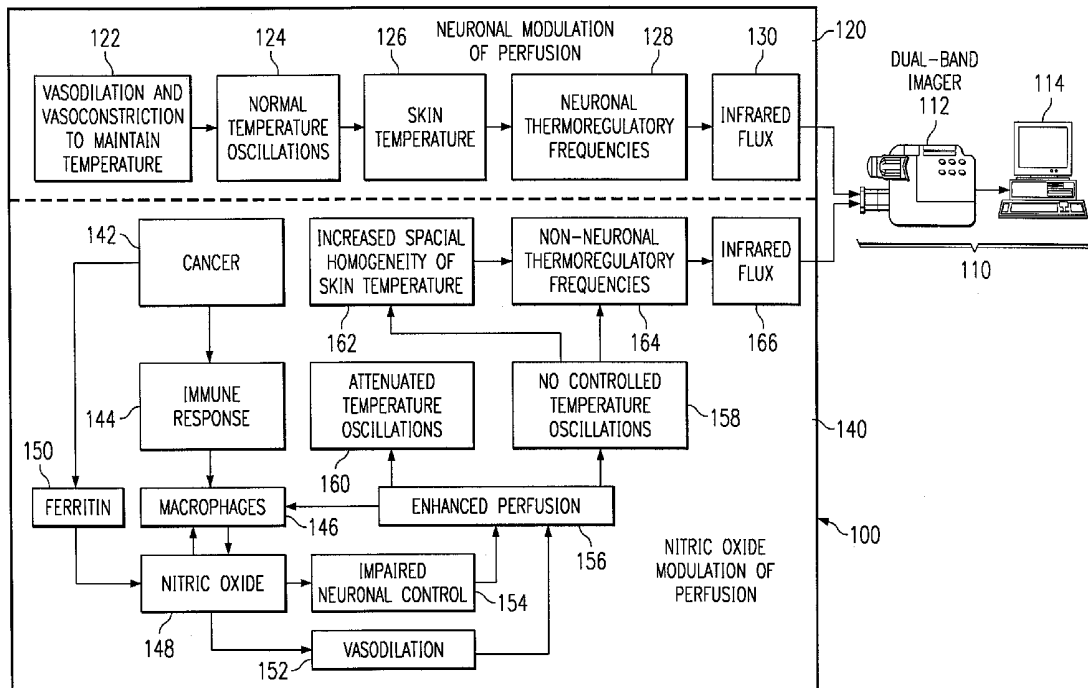 122
124
126
NEURONAL MODULATION
OF PERFUSION
128
130
120
VASODILATION AND
VASOCONSTRICTION
TO MAINTAIN
TEMPERATURE
NORMAL
TEMPERATURE
OSCILLATIONS
SKIN
TEMPERATURE
NEURONAL
THERMOREGULATORY
FREQUENCIES
INFRARED
FLUX
DUAL-BAND
IMAGER
112
114
110
142
CANCER
INCREASED SPACIAL
HOMOGENEITY OF
SKIN TEMPERATURE
162
NON-NEURONAL
THERMOREGULATORY
FREQUENCIES
164
INFRARED
FLUX
166
144
IMMUNE
RESPONSE
ATTENUATED
TEMPERATURE
OSCILLATIONS
160
NO CONTROLLED
TEMPERATURE
OSCILLATIONS
158
140
150
FERRITIN
MACROPHAGES
146
ENHANCED PERFUSION
156
100
NITRIC OXIDE
148
IMPAIRED
NEURONAL CONTROL
154
NITRIC OXIDE
MODULATION OF
PERFUSION
VASODILATION
152